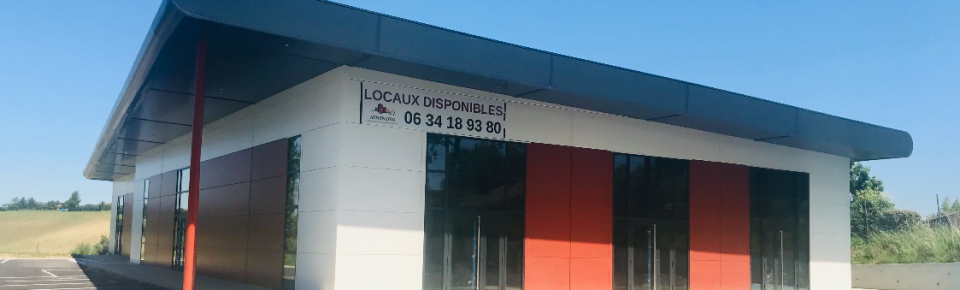 LOCAUX DISPONIBLES
06 34 18 93 80